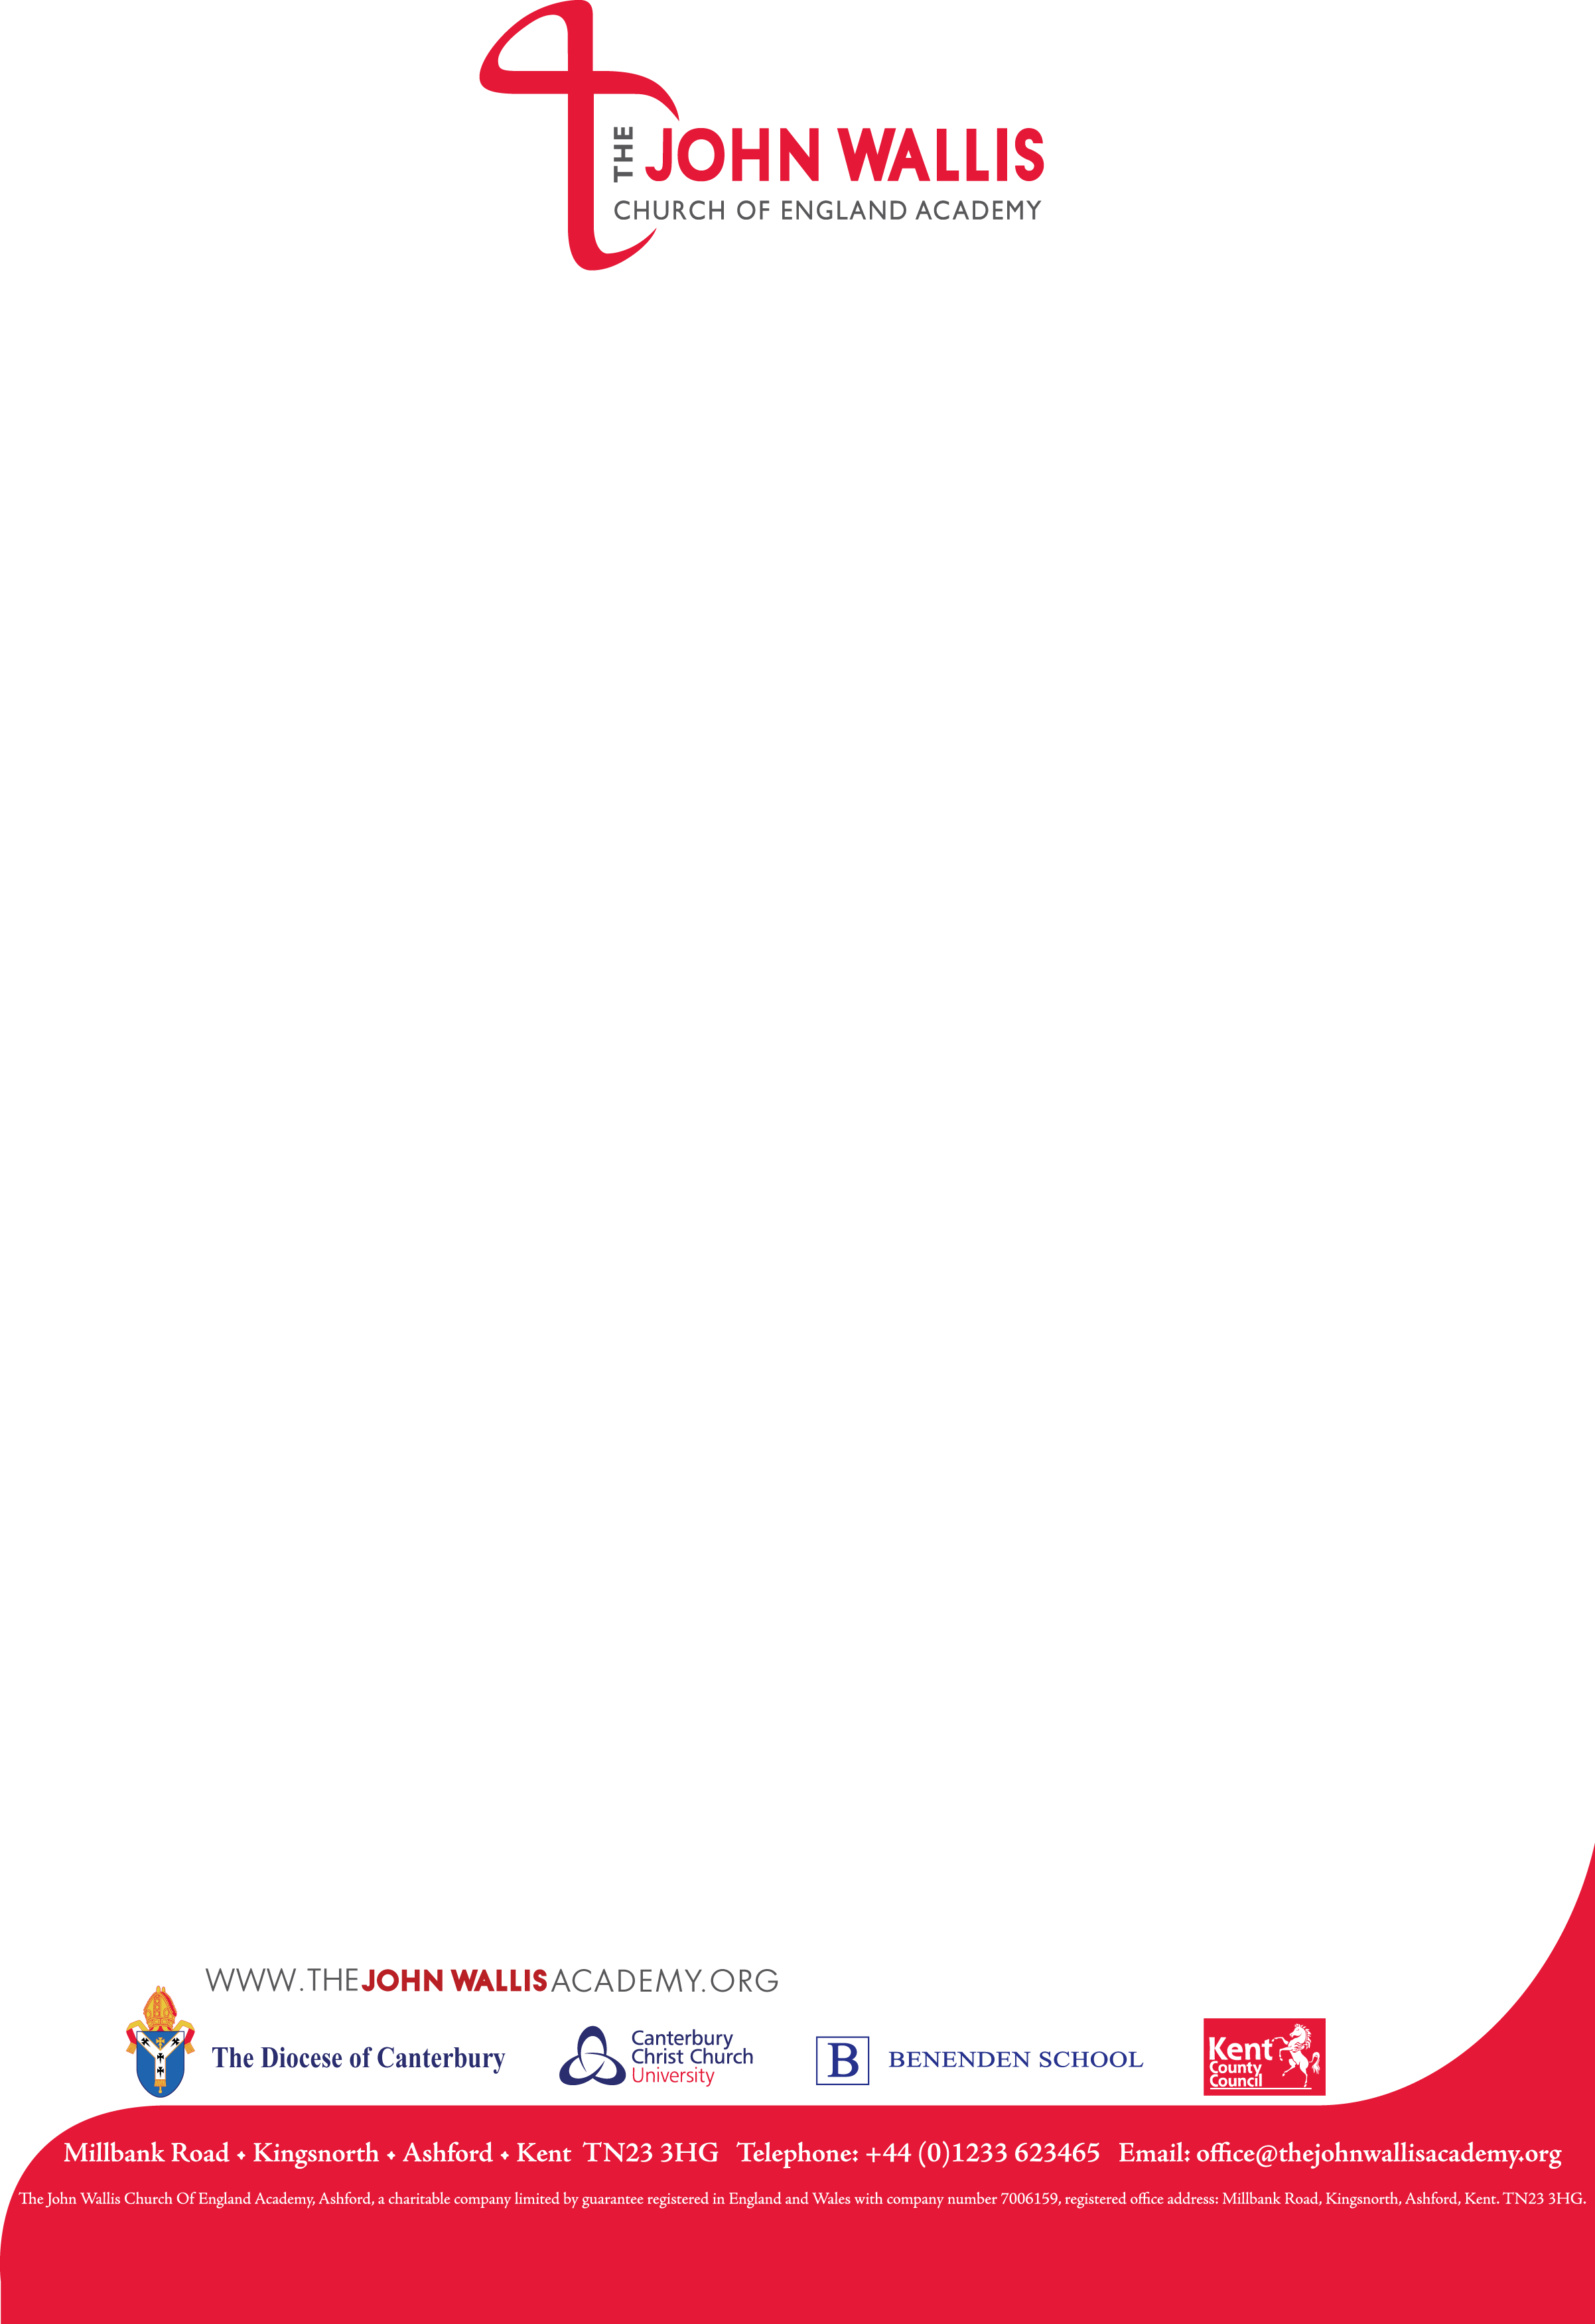 THE JOHN WALLIS
CHURCH OF ENGLAND ACADEMY
WWW.THEJOHN WALLISACADEMY.ORG
The Diocese of Canterbury
Canterbury
Christ Church
University
B BENENDEN SCHOOL
Kent
County
Council
Millbank Road ⬩ Kingsnorth ⬩ Ashford ⬩ Kent TN23 3HG Telephone: +44 (0)1233 623465 Email: office@thejohnwallisacademy.org
The John Wallis Church Of England Academy, Ashford, a charitable company limited by guarantee registered in England and Wales with company number 7006159, registered office address: Millbank Road, Kingsnorth, Ashford, Kent. TN23 3HG.